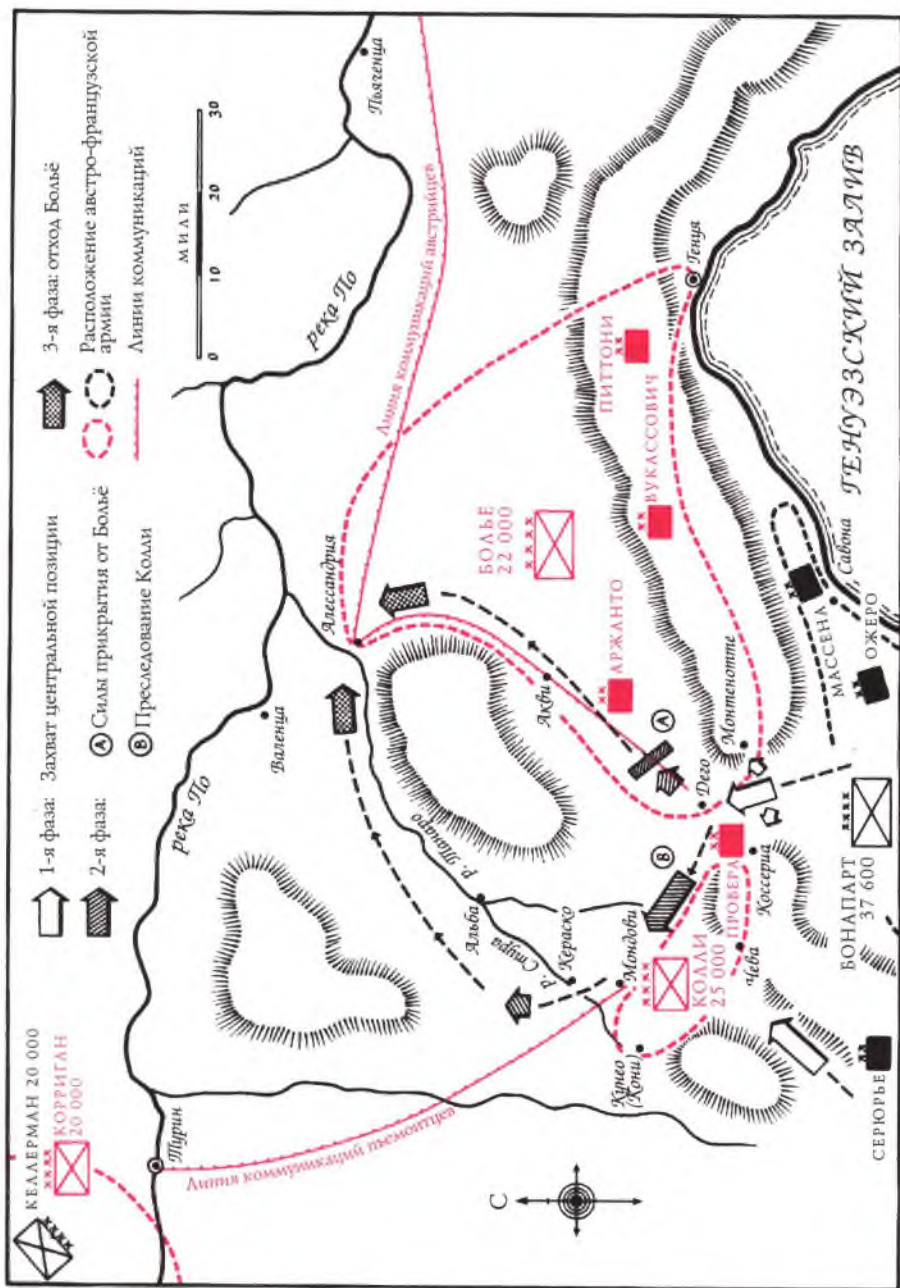 1-я фаза: Захват центральной позиции
2-я фаза:
Ⓐ Силы прикрытия от Больё
Ⓑ Преследование Колли
3-я фаза: отход Больё
Расположение австро-французской
армии
Линии коммуникаций
МИЛИ
0 10 20 30
КЕЛЛЕРМАН 20 000
КОРРИГАН
20 000
Турин
река По
Валенца
река По
Пьягенца
Линия коммуникаций пьемонтцев
Линия коммуникаций австрийцев
Алессандрия
р. Танаро
Альба
р. Стура
Кераско
Акви
БОЛЬЕ
22 000
АРЖАНТО
ВУКАССОВИЧ
ПИТТОНИ
Генуя
Мондови
КОЛЛИ
25 000
Кунео
(Кони)
Чева
ПРОВЕРА
Коссериа
Дего
Монтенотте
A
B
С
СЕРЮРЬЕ
БОНАПАРТ
37 600
МАССЕНА
ОЖЕРО
Савона
ГЕНУЭЗСКИЙ ЗАЛИВ